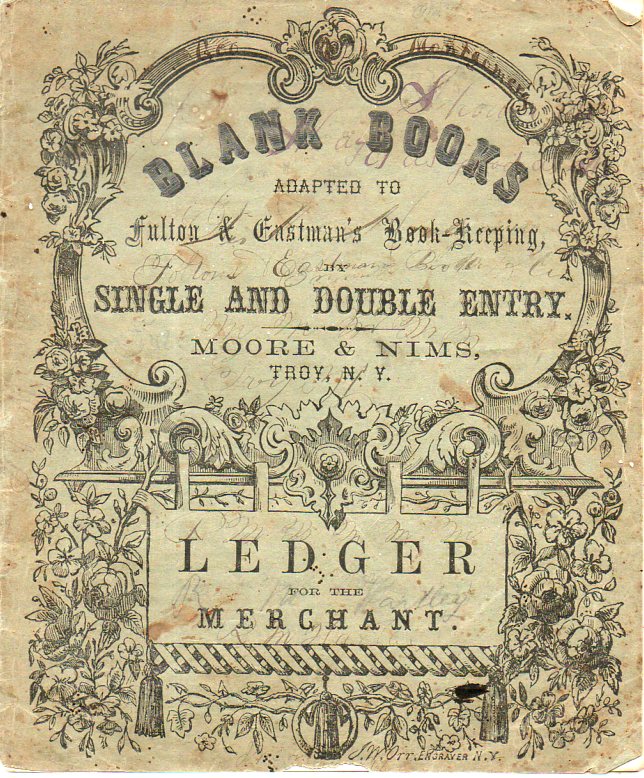 BLANK BOOKS
ADAPTED TO
Fulton & Eastman's Book-Keeping,
BY
SINGLE AND DOUBLE ENTRY.
MOORE & NIMS,
TROY, N. Y.
LEDGER
FOR THE
MERCHANT.
J.W. Orr. ENGRAVER N.Y.